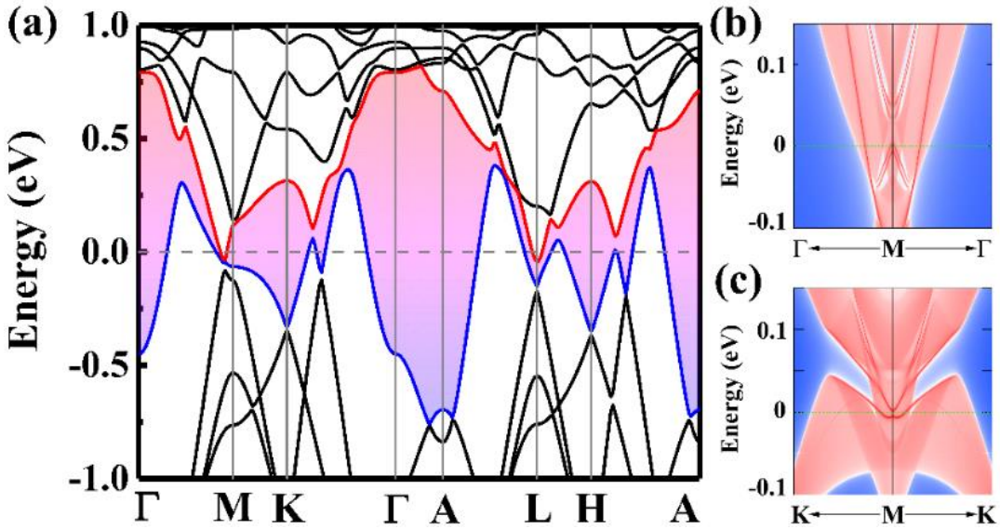 (a)
Energy (eV)
1.0
0.5
0.0
-0.5
-1.0
Γ M K Γ A L H A
(b)
Energy (eV)
0.1
0
-0.1
Γ M Γ
(c)
Energy (eV)
0.1
0
-0.1
K M K